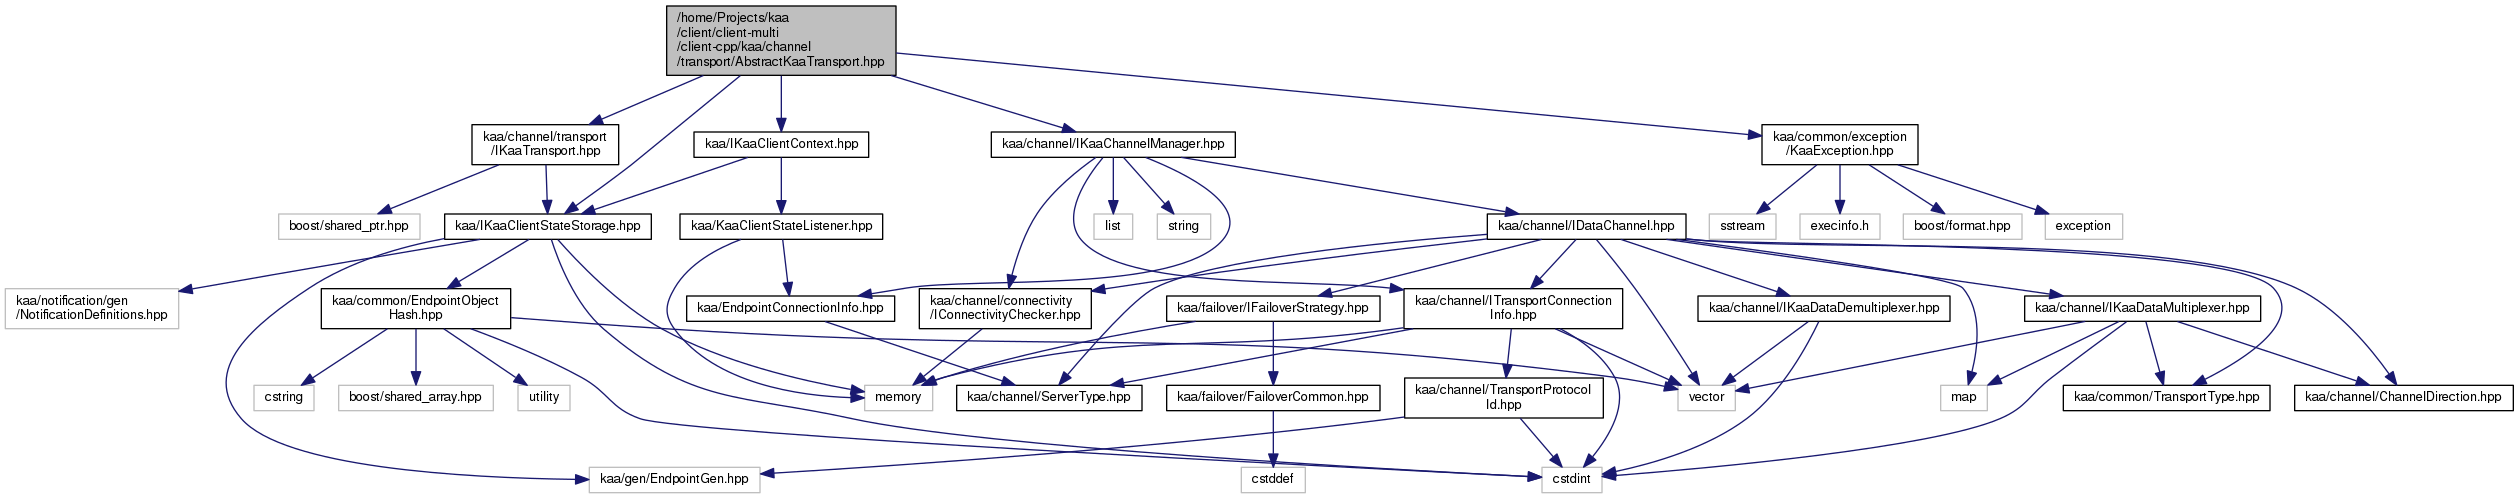 /home/Projects/kaa
/client/client-multi
/client-cpp/kaa/channel
/transport/AbstractKaaTransport.hpp
kaa/channel/transport
/IKaaTransport.hpp
kaa/IKaaClientContext.hpp
kaa/channel/IKaaChannelManager.hpp
kaa/common/exception
/KaaException.hpp
boost/shared_ptr.hpp
kaa/IKaaClientStateStorage.hpp
kaa/KaaClientStateListener.hpp
list
string
kaa/channel/IDataChannel.hpp
sstream
execinfo.h
boost/format.hpp
exception
kaa/notification/gen
/NotificationDefinitions.hpp
kaa/common/EndpointObject
Hash.hpp
kaa/EndpointConnectionInfo.hpp
kaa/channel/connectivity
/IConnectivityChecker.hpp
kaa/failover/IFailoverStrategy.hpp
kaa/channel/ITransportConnection
Info.hpp
kaa/channel/IKaaDataDemultiplexer.hpp
kaa/channel/IKaaDataMultiplexer.hpp
cstring
boost/shared_array.hpp
utility
memory
kaa/channel/ServerType.hpp
kaa/failover/FailoverCommon.hpp
kaa/channel/TransportProtocol
Id.hpp
vector
map
kaa/common/TransportType.hpp
kaa/channel/ChannelDirection.hpp
kaa/gen/EndpointGen.hpp
cstddef
cstdint